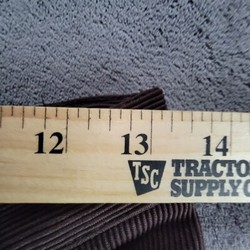 12 13 14
TSC TRACTO
SUPPLY C